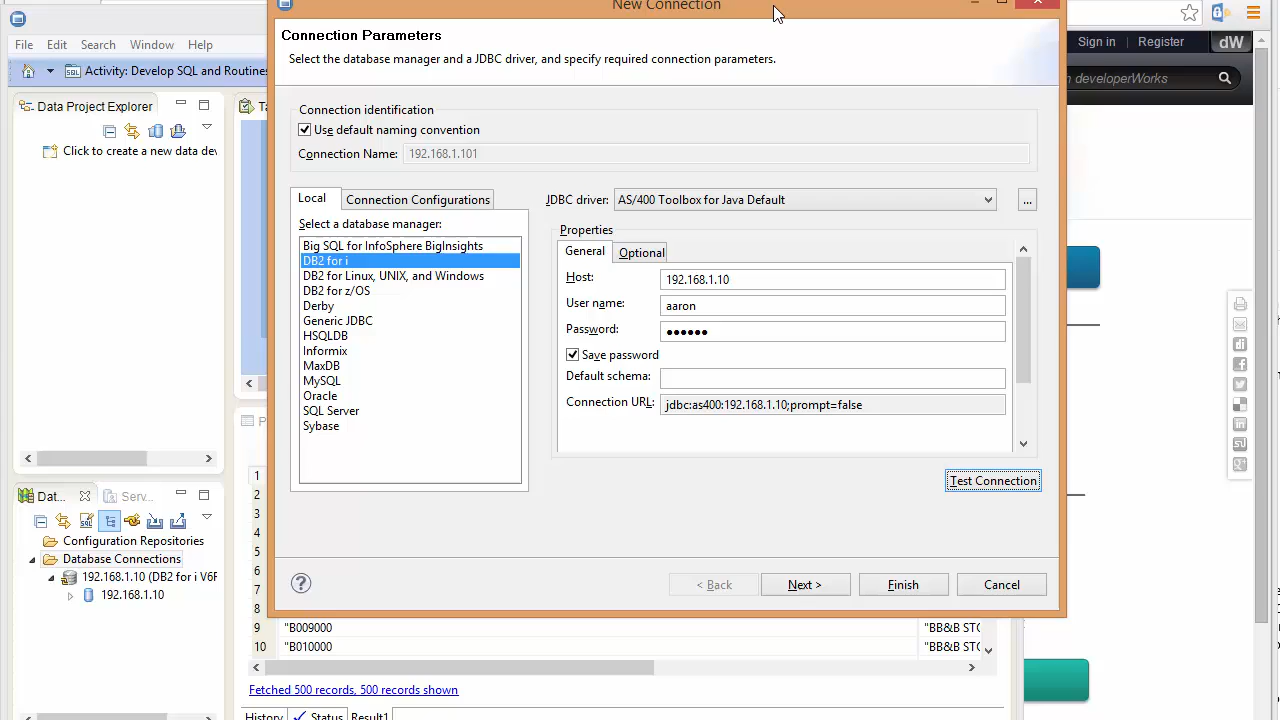 New Connection
File Edit Search Window Help
Sign in Register dW
Activity: Develop SQL and Routines
developerWorks
Connection Parameters
Select the database manager and a JDBC driver, and specify required connection parameters.
Data Project Explorer
Click to create a new data
Connection identification
Use default naming convention
Connection Name: 192.168.1.101
Local Connection Configurations
JDBC driver: AS/400 Toolbox for Java Default ...
Select a database manager:
Big SQL for InfoSphere BigInsights
DB2 for i
DB2 for Linux, UNIX, and Windows
DB2 for z/OS
Derby
Generic JDBC
HSQLDB
Informix
MaxDB
MySQL
Oracle
SQL Server
Sybase
Properties
General Optional
Host: 192.168.1.10
User name: aaron
Password: ●●●●●●
Save password
Default schema:
Connection URL: jdbc:as400:192.168.1.10;prompt=false
Test Connection
? < Back Next > Finish Cancel
Dat... Serv...
Configuration Repositories
Database Connections
192.168.1.10 (DB2 for i V6R
192.168.1.10
1
2
3
4
5
6
7
8
9 "B009000 "BB&B STO
10 "B010000 "BB&B STO
Fetched 500 records, 500 records shown
History Status Result1